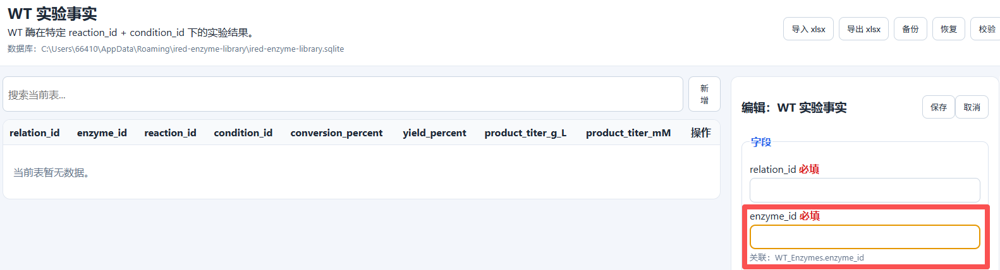 WT 实验事实
WT 酶在特定 reaction_id + condition_id 下的实验结果。
数据库：C:\Users\66410\AppData\Roaming\ired-enzyme-library\ired-enzyme-library.sqlite
导入 xlsx
导出 xlsx
备份
恢复
校验
搜索当前表...
新
增
relation_id enzyme_id reaction_id condition_id conversion_percent yield_percent product_titer_g_L product_titer_mM 操作
当前表暂无数据。
编辑：WT 实验事实
保存
取消
字段
relation_id 必填
enzyme_id 必填
关联：WT_Enzymes.enzyme_id